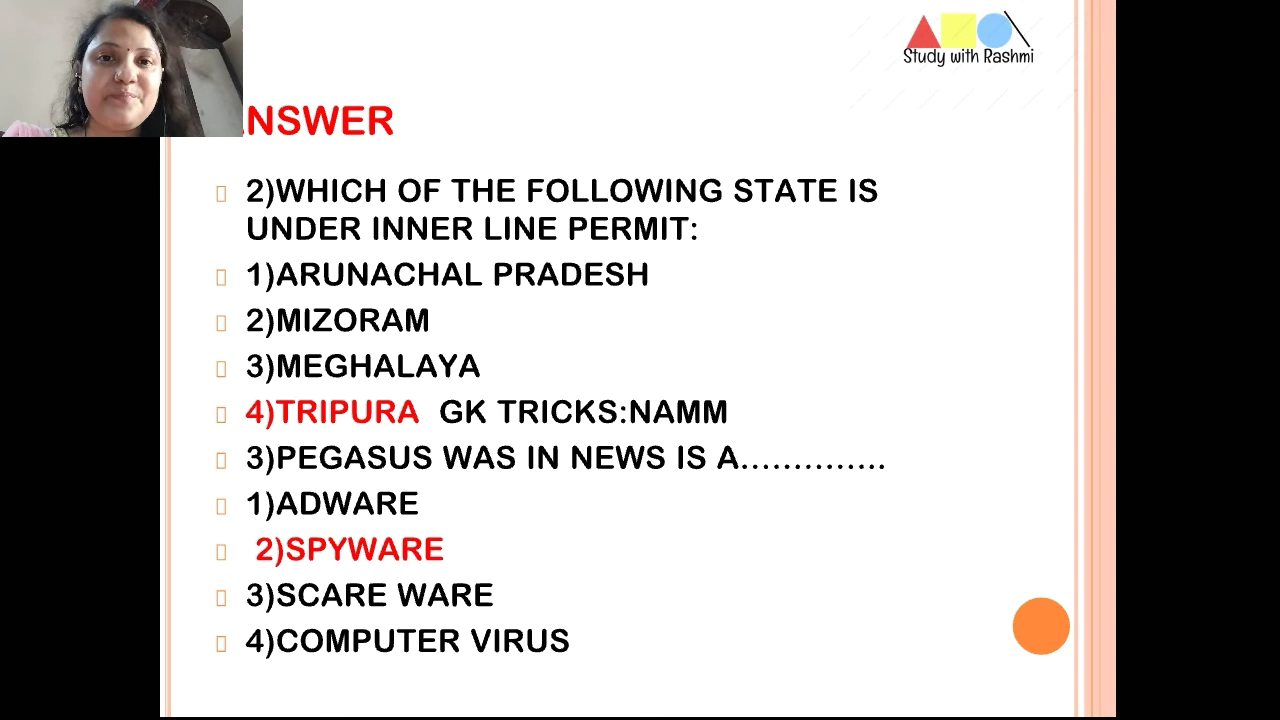 Study with Rashmi
NSWER
2)WHICH OF THE FOLLOWING STATE IS
UNDER INNER LINE PERMIT:
1)ARUNACHAL PRADESH
2)MIZORAM
3)MEGHALAYA
4)TRIPURA GK TRICKS:NAMM
3)PEGASUS WAS IN NEWS IS A..............
1)ADWARE
2)SPYWARE
3)SCARE WARE
4)COMPUTER VIRUS